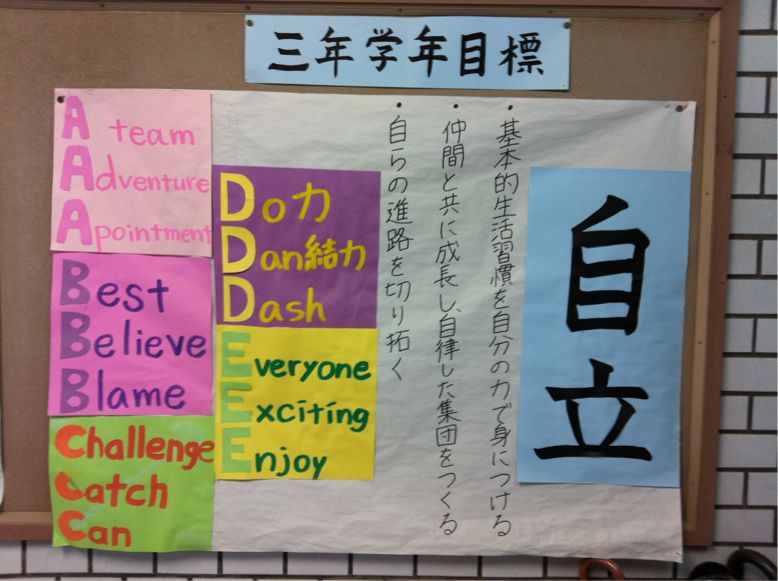 三年学年目標
自立
・基本的生活習慣を自分の力で身につける
・仲間と共に成長し、自律した集団をつくる
・自らの進路を切り拓く
A team
Adventure
Apointment
Best
Believe
Blame
Challenge
Catch
Can
Do力
Dan結力
Dash
Everyone
Exciting
Enjoy